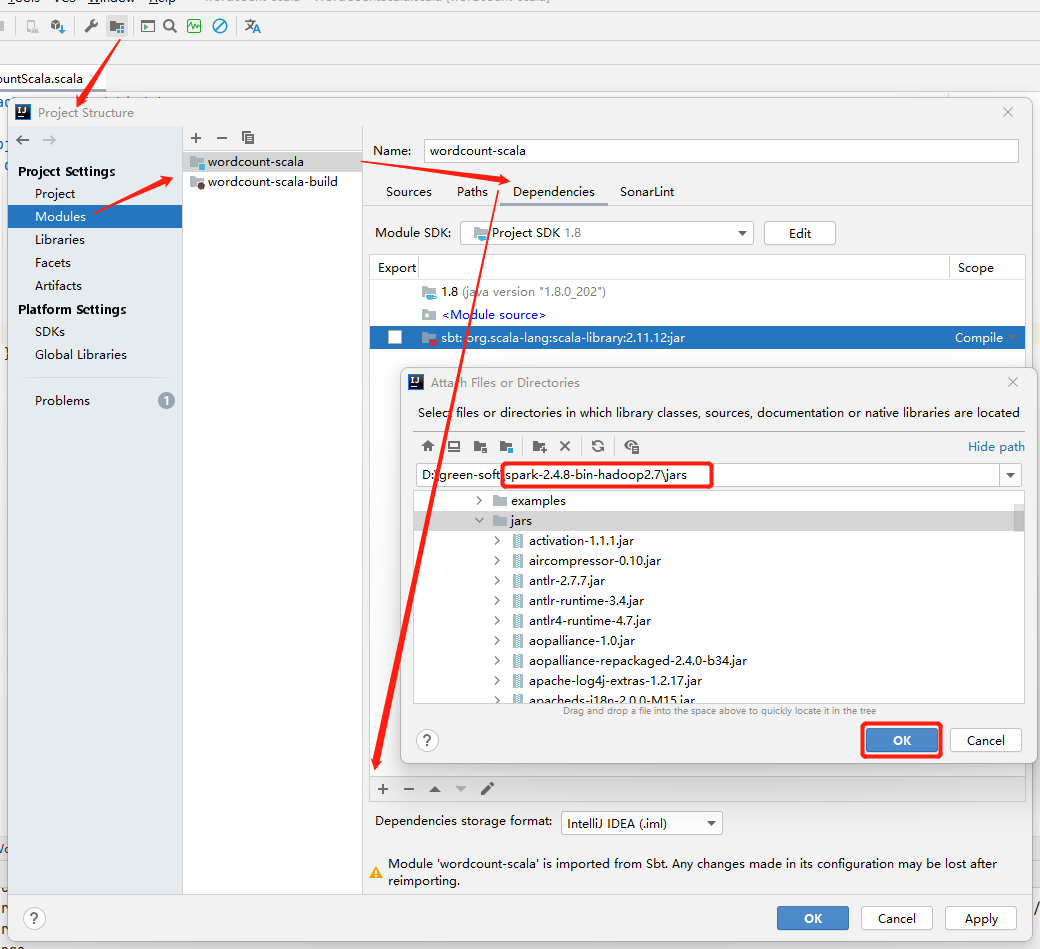 Tools VCS Window Help
wordcount-scala - WordCountScala.scala [wordcount-scala]
ountScala.scala
Project Structure
Project Settings
Project
Modules
Libraries
Facets
Artifacts
Platform Settings
SDKs
Global Libraries
Problems 1
wordcount-scala
wordcount-scala-build
Name: wordcount-scala
Sources Paths Dependencies SonarLint
Module SDK: Project SDK 1.8 Edit
Export Scope
1.8 (java version "1.8.0_202")
<Module source>
sbt: org.scala-lang:scala-library:2.11.12:jar Compile
Attach Files or Directories
Select files or directories in which library classes, sources, documentation or native libraries are located
Hide path
D:\green-soft\spark-2.4.8-bin-hadoop2.7\jars
examples
jars
activation-1.1.1.jar
aircompressor-0.10.jar
antlr-2.7.7.jar
antlr-runtime-3.4.jar
antlr4-runtime-4.7.jar
aopalliance-1.0.jar
aopalliance-repackaged-2.4.0-b34.jar
apache-log4j-extras-1.2.17.jar
apacheds-i18n-2.0.0-M15.jar
Drag and drop a file into the space above to quickly locate it in the tree
? OK Cancel
Dependencies storage format: IntelliJ IDEA (.iml)
Module 'wordcount-scala' is imported from Sbt. Any changes made in its configuration may be lost after
reimporting.
? OK Cancel Apply